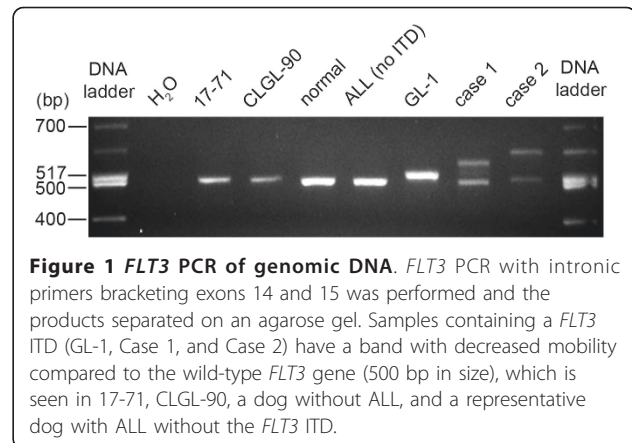 DNA ladder
H₂O
17-71
CLGL-90
normal
ALL (no ITD)
GL-1
case 1
case 2
DNA ladder
(bp)
700
517
500
400
Figure 1 FLT3 PCR of genomic DNA. FLT3 PCR with intronic
primers bracketing exons 14 and 15 was performed and the
products separated on an agarose gel. Samples containing a FLT3
ITD (GL-1, Case 1, and Case 2) have a band with decreased mobility
compared to the wild-type FLT3 gene (500 bp in size), which is
seen in 17-71, CLGL-90, a dog without ALL, and a representative
dog with ALL without the FLT3 ITD.